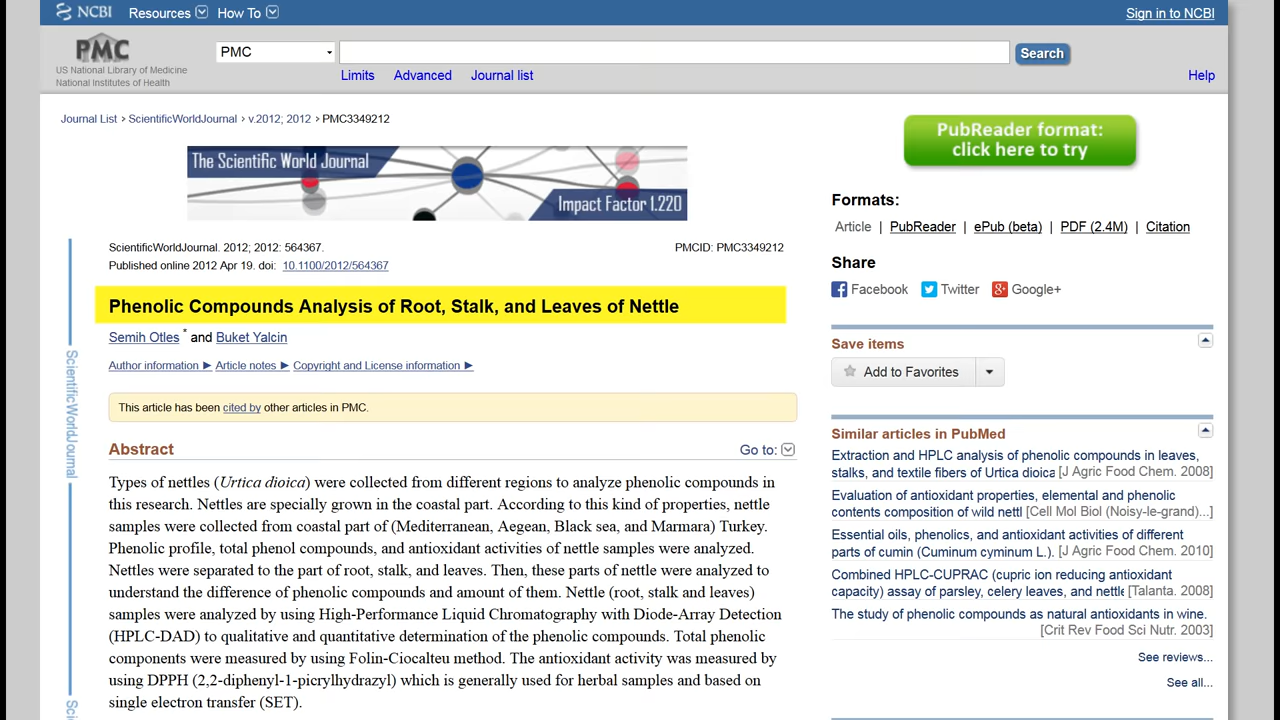 NCBI Resources How To Sign in to NCBI
PMC
US National Library of Medicine
National Institutes of Health
PMC
Search
Limits Advanced Journal list
Help
Journal List > ScientificWorldJournal > v.2012; 2012 > PMC3349212
The Scientific World Journal
Impact Factor 1.220
ScientificWorldJournal. 2012; 2012: 564367. PMCID: PMC3349212
Published online 2012 Apr 19. doi: 10.1100/2012/564367
Phenolic Compounds Analysis of Root, Stalk, and Leaves of Nettle
Semih Otles * and Buket Yalcin
Author information ► Article notes ► Copyright and License information ►
This article has been cited by other articles in PMC.
Abstract Go to:
Types of nettles (Urtica dioica) were collected from different regions to analyze phenolic compounds in
this research. Nettles are specially grown in the coastal part. According to this kind of properties, nettle
samples were collected from coastal part of (Mediterranean, Aegean, Black sea, and Marmara) Turkey.
Phenolic profile, total phenol compounds, and antioxidant activities of nettle samples were analyzed.
Nettles were separated to the part of root, stalk, and leaves. Then, these parts of nettle were analyzed to
understand the difference of phenolic compounds and amount of them. Nettle (root, stalk and leaves)
samples were analyzed by using High-Performance Liquid Chromatography with Diode-Array Detection
(HPLC-DAD) to qualitative and quantitative determination of the phenolic compounds. Total phenolic
components were measured by using Folin-Ciocalteu method. The antioxidant activity was measured by
using DPPH (2,2-diphenyl-1-picrylhydrazyl) which is generally used for herbal samples and based on
single electron transfer (SET).
ScientificWorldJournal
Sci
PubReader format:
click here to try
Formats:
Article | PubReader | ePub (beta) | PDF (2.4M) | Citation
Share
Facebook Twitter Google+
Save items
Add to Favorites
Similar articles in PubMed
Extraction and HPLC analysis of phenolic compounds in leaves,
stalks, and textile fibers of Urtica dioica [J Agric Food Chem. 2008]
Evaluation of antioxidant properties, elemental and phenolic
contents composition of wild nettl [Cell Mol Biol (Noisy-le-grand)...]
Essential oils, phenolics, and antioxidant activities of different
parts of cumin (Cuminum cyminum L.). [J Agric Food Chem. 2010]
Combined HPLC-CUPRAC (cupric ion reducing antioxidant
capacity) assay of parsley, celery leaves, and nettle [Talanta. 2008]
The study of phenolic compounds as natural antioxidants in wine.
[Crit Rev Food Sci Nutr. 2003]
See reviews...
See all...